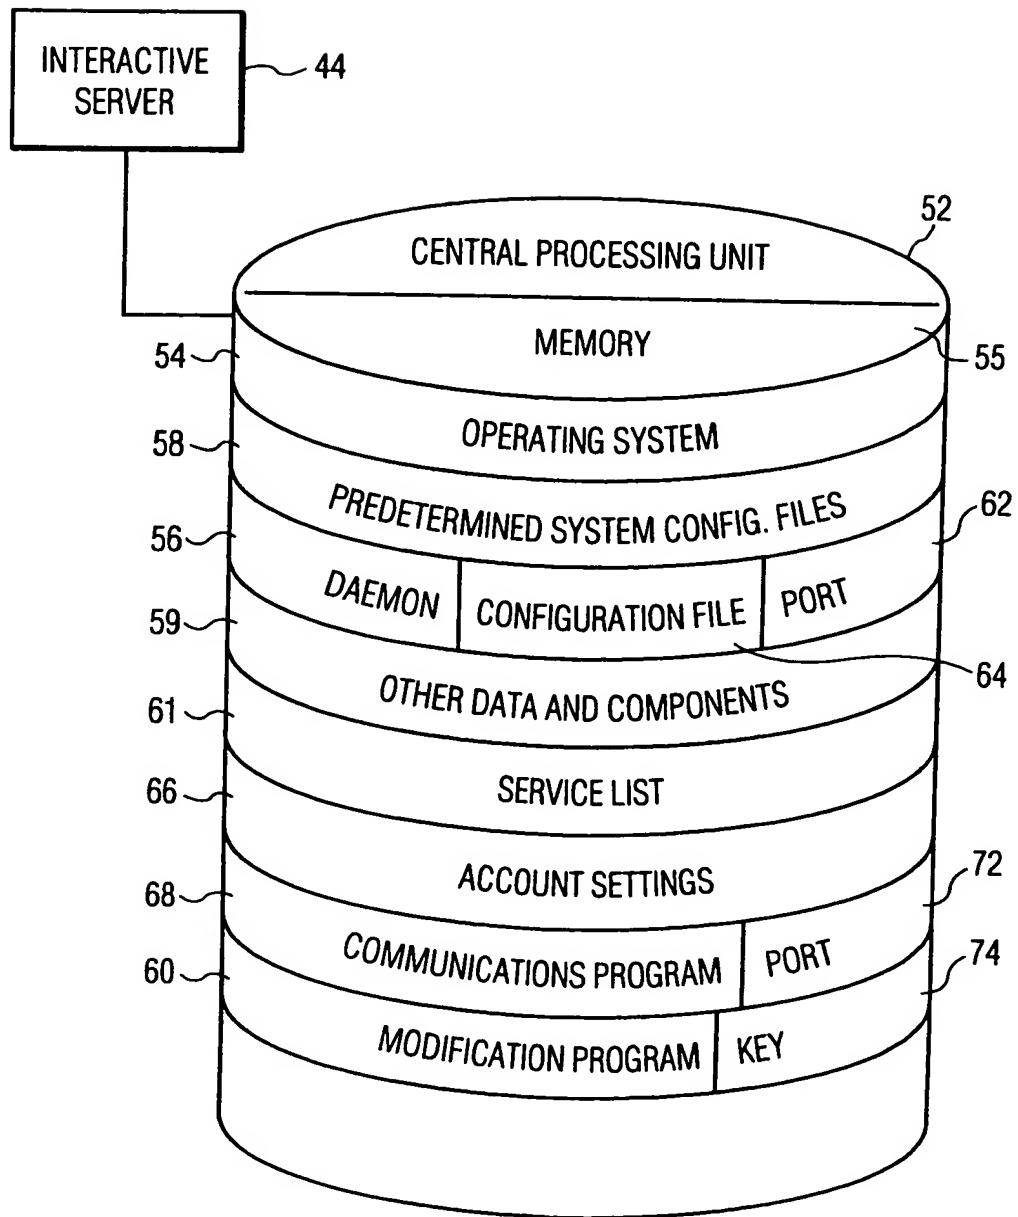 INTERACTIVE
SERVER
44
52
CENTRAL PROCESSING UNIT
MEMORY
54
55
OPERATING SYSTEM
58
PREDETERMINED SYSTEM CONFIG. FILES
62
56
DAEMON
CONFIGURATION FILE
PORT
59
64
OTHER DATA AND COMPONENTS
61
SERVICE LIST
66
ACCOUNT SETTINGS
72
68
COMMUNICATIONS PROGRAM
PORT
74
60
MODIFICATION PROGRAM
KEY